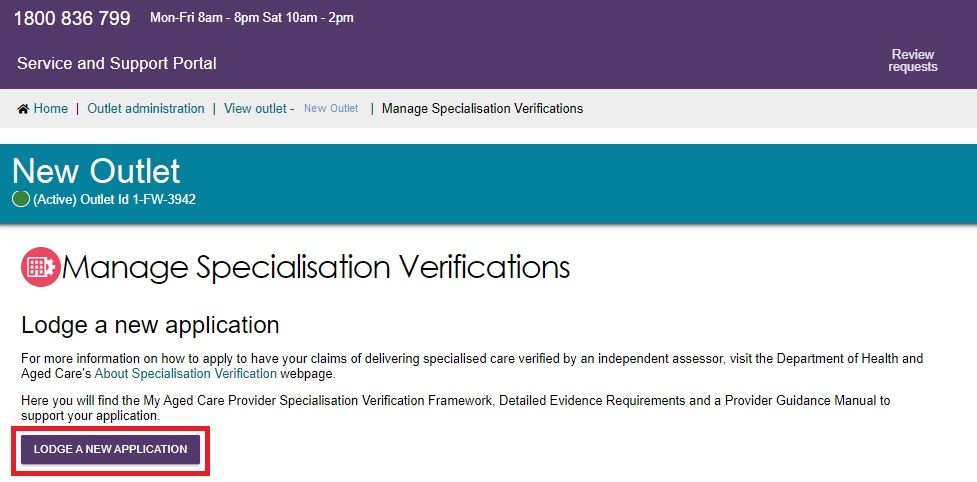 1800 836 799 Mon-Fri 8am - 8pm Sat 10am - 2pm
Service and Support Portal
Review
requests
Home | Outlet administration | View outlet - New Outlet | Manage Specialisation Verifications
New Outlet
(Active) Outlet Id 1-FW-3942
Manage Specialisation Verifications
Lodge a new application
For more information on how to apply to have your claims of delivering specialised care verified by an independent assessor, visit the Department of Health and
Aged Care's About Specialisation Verification webpage.
Here you will find the My Aged Care Provider Specialisation Verification Framework, Detailed Evidence Requirements and a Provider Guidance Manual to
support your application.
LODGE A NEW APPLICATION